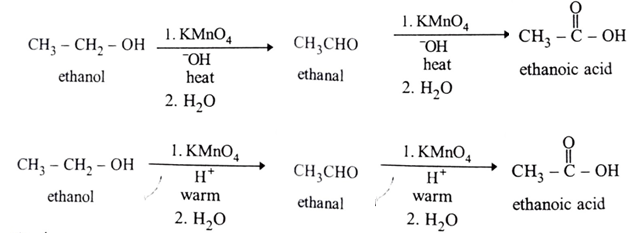 CH₃ – CH₂ – OH 1. KMnO₄ ⁻OH heat 2. H₂O CH₃CHO 1. KMnO₄ ⁻OH heat 2. H₂O CH₃ – C – OH
O
ethanol ethanal ethanoic acid
CH₃ – CH₂ – OH 1. KMnO₄ H⁺ warm 2. H₂O CH₃CHO 1. KMnO₄ H⁺ warm 2. H₂O CH₃ – C – OH
O
ethanol ethanal ethanoic acid